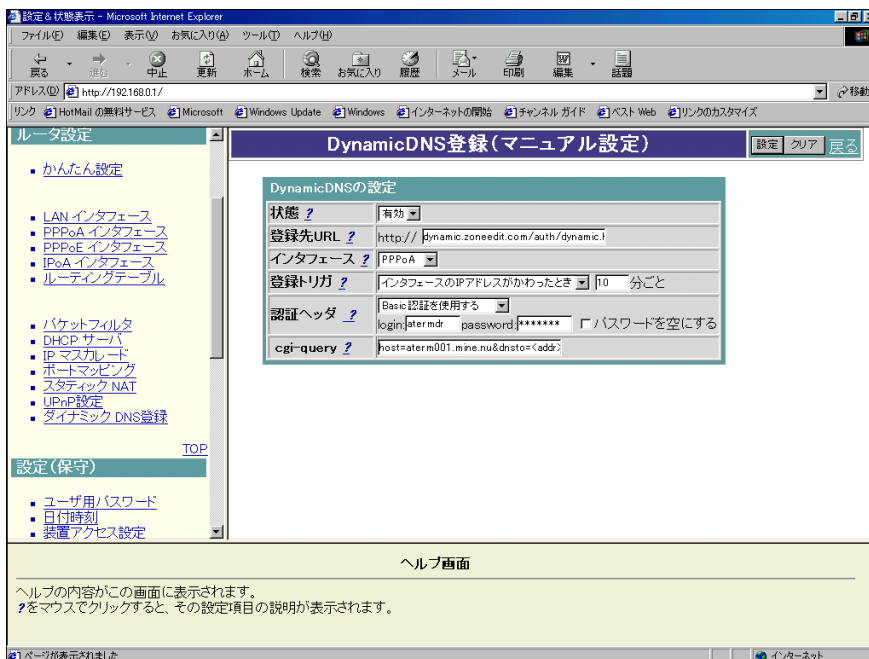 設定&状態表示 - Microsoft Internet Explorer
ファイル(F) 編集(E) 表示(V) お気に入り(A) ツール(T) ヘルプ(H)
戻る 進む 中止 更新 ホーム 検索 お気に入り 履歴 メール 印刷 編集 話題
アドレス(D) http://192.168.0.1/ 移動
リンク HotMail の無料サービス Microsoft Windows Update Windows インターネットの開始 チャンネル ガイド ベスト Web リンクのカスタマイズ
ルータ設定
かんたん設定
LAN インタフェース
PPPoA インタフェース
PPPoE インタフェース
IPoA インタフェース
ルーティングテーブル
パケットフィルタ
DHCP サーバ
IP マスカレード
ポートマッピング
スタティック NAT
UPnP設定
ダイナミック DNS登録
TOP
設定(保守)
ユーザ用パスワード
日付時刻
装置アクセス設定
DynamicDNS登録(マニュアル設定) 設定 クリア 戻る
DynamicDNSの設定
状態 ? 有効
登録先URL ? http:// dynamic.zoneedit.com/auth/dynamic.
インタフェース ? PPPoA
登録トリガ ? インタフェースのIPアドレスがかわったとき 10 分ごと
認証ヘッダ ? Basic認証を使用する
login:atermdr password:******* パスワードを空にする
cgi-query ? host=aterm001.mine.nu&dnsto=<addr>
ヘルプ画面
ヘルプの内容がこの画面に表示されます。
?をマウスでクリックすると、その設定項目の説明が表示されます。
ページが表示されました インターネット